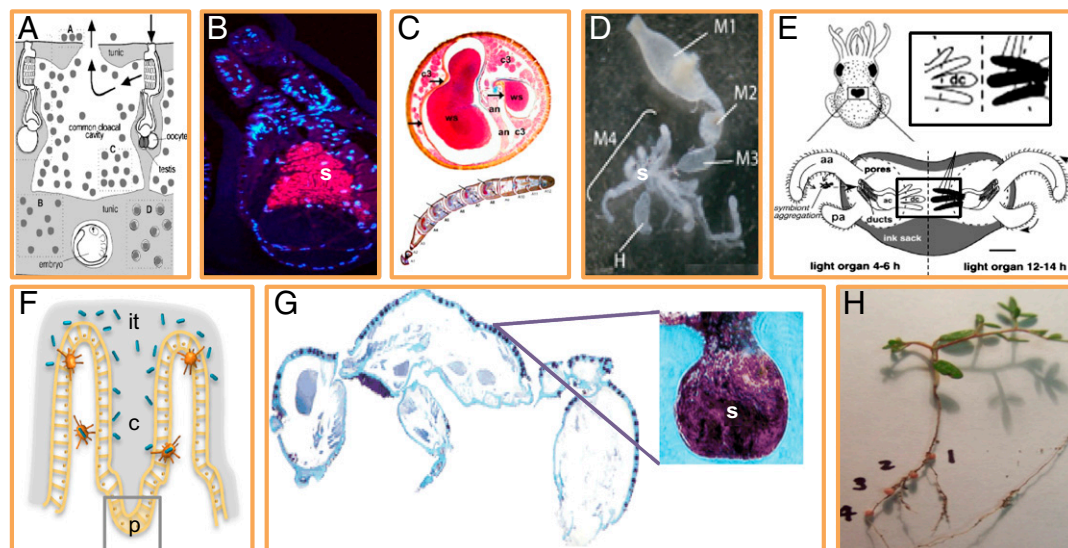 A
A
tunic
common cloacal
cavity
oocyte
testis
C
B
tunic
D
embryo
B
S
C
c3
c3
ws
ws
an
an
c3
D
M1
M2
M4
M3
S
H
E
dc
aa
pores
ac
dc
symbiont
aggregation
pa
ducts
ink sack
light organ 4-6 h
light organ 12-14 h
F
it
c
p
G
s
H
1
2
3
4